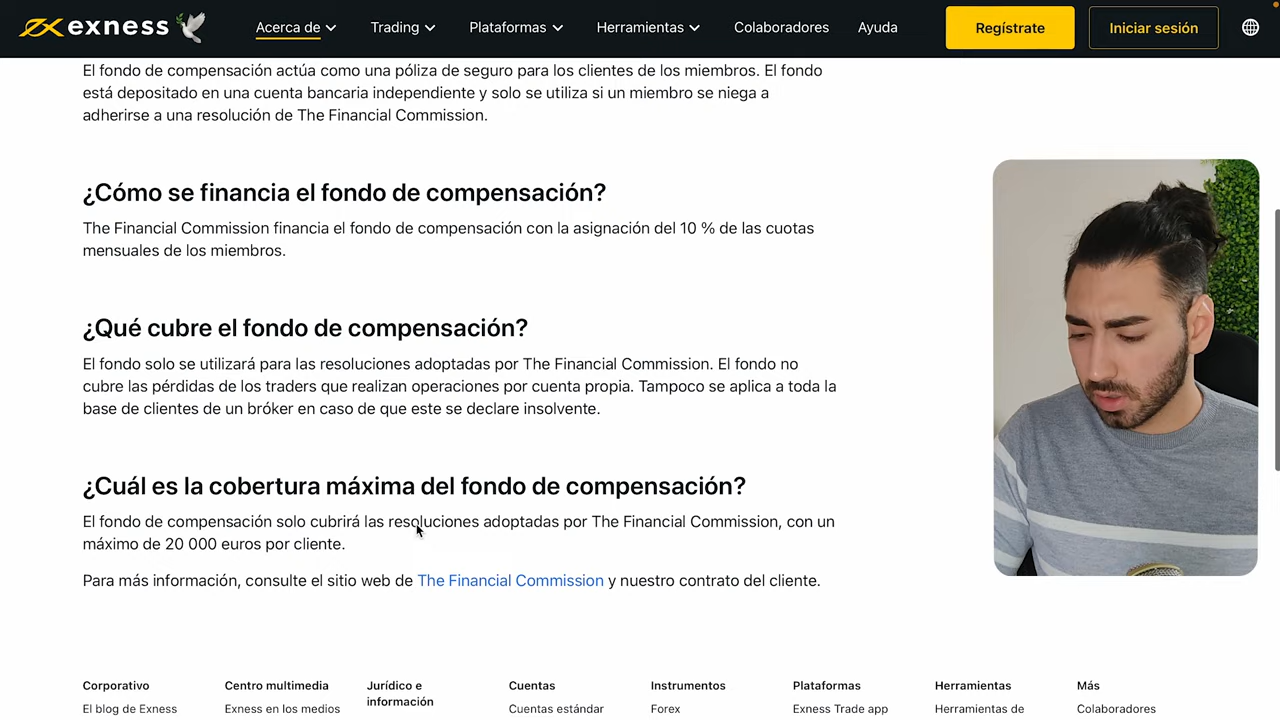 exness
Acerca de
Trading
Plataformas
Herramientas
Colaboradores
Ayuda
Regístrate
Iniciar sesión
El fondo de compensación actúa como una póliza de seguro para los clientes de los miembros. El fondo
está depositado en una cuenta bancaria independiente y solo se utiliza si un miembro se niega a
adherirse a una resolución de The Financial Commission.
¿Cómo se financia el fondo de compensación?
The Financial Commission financia el fondo de compensación con la asignación del 10 % de las cuotas
mensuales de los miembros.
¿Qué cubre el fondo de compensación?
El fondo solo se utilizará para las resoluciones adoptadas por The Financial Commission. El fondo no
cubre las pérdidas de los traders que realizan operaciones por cuenta propia. Tampoco se aplica a toda la
base de clientes de un bróker en caso de que este se declare insolvente.
¿Cuál es la cobertura máxima del fondo de compensación?
El fondo de compensación solo cubrirá las resoluciones adoptadas por The Financial Commission, con un
máximo de 20 000 euros por cliente.
Para más información, consulte el sitio web de The Financial Commission y nuestro contrato del cliente.
Corporativo
El blog de Exness
Centro multimedia
Exness en los medios
Jurídico e
información
Cuentas
Cuentas estándar
Instrumentos
Forex
Plataformas
Exness Trade app
Herramientas
Herramientas de
Más
Colaboradores